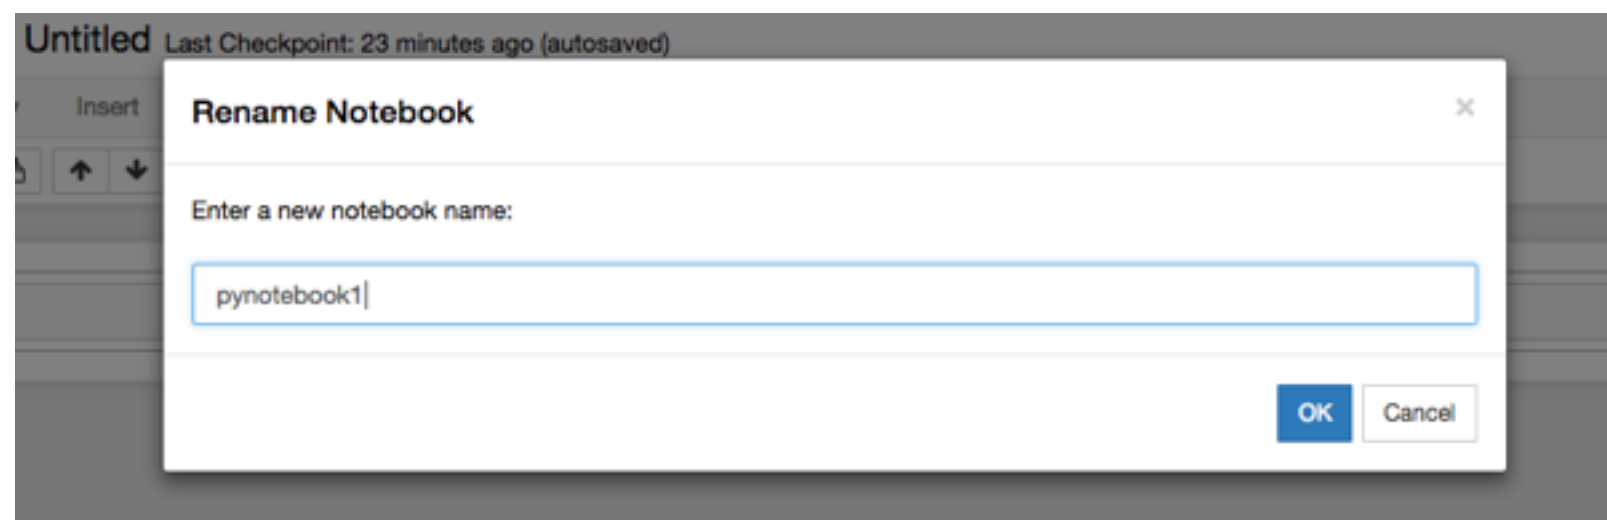 Untitled Last Checkpoint: 23 minutes ago (autosaved)
Insert
Rename Notebook
×
Enter a new notebook name:
pynotebook1
OK Cancel